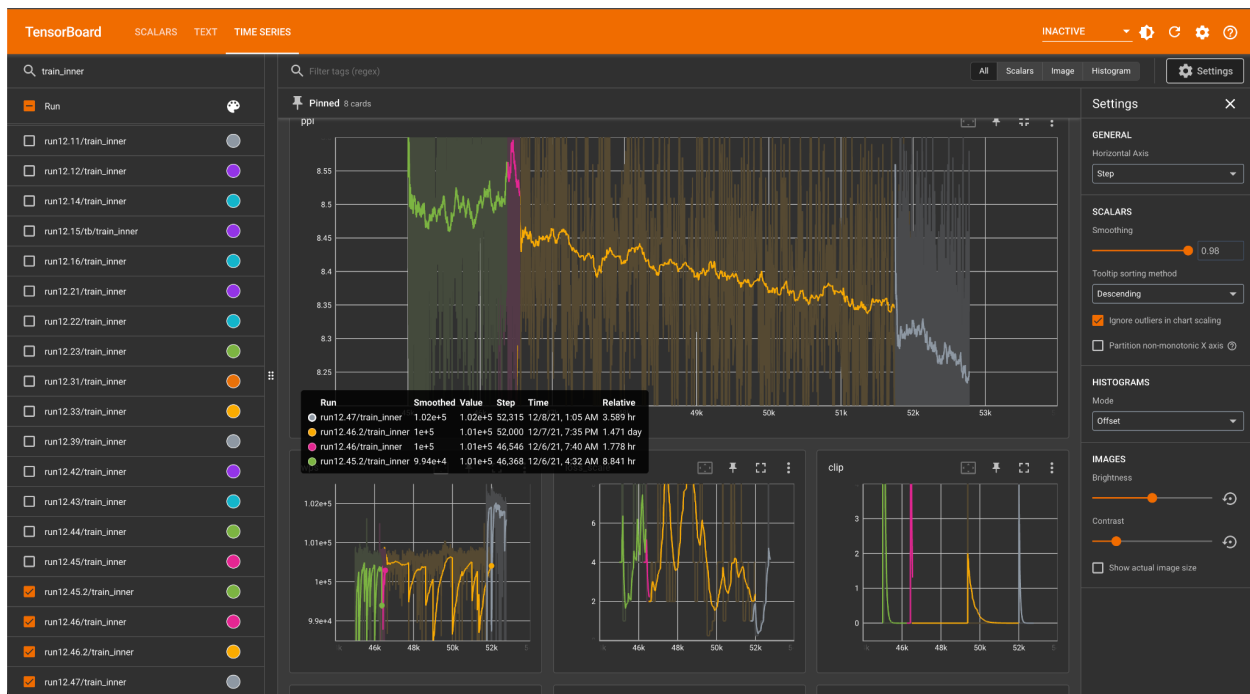 TensorBoard SCALARS TEXT TIME SERIES INACTIVE
train_inner
Filter tags (regex)
All Scalars Image Histogram
Settings
Run
Pinned 8 cards
run12.11/train_inner
run12.12/train_inner
run12.14/train_inner
run12.15/tb/train_inner
run12.16/train_inner
run12.21/train_inner
run12.22/train_inner
run12.23/train_inner
run12.31/train_inner
run12.33/train_inner
run12.39/train_inner
run12.42/train_inner
run12.43/train_inner
run12.44/train_inner
run12.45/train_inner
run12.45.2/train_inner
run12.46/train_inner
run12.46.2/train_inner
run12.47/train_inner
ppl
8.55
8.5
8.45
8.4
8.35
8.3
8.25
49k 50k 51k 52k 53k
Run Smoothed Value Step Time Relative
run12.47/train_inner 1.02e+5 1.02e+5 52,315 12/8/21, 1:05 AM 3.589 hr
run12.46.2/train_inner 1e+5 1.01e+5 52,000 12/7/21, 7:35 PM 1.471 day
run12.46/train_inner 1e+5 1.01e+5 46,546 12/6/21, 7:40 AM 1.778 hr
run12.45.2/train_inner 9.94e+4 1.01e+5 46,368 12/6/21, 4:32 AM 8.841 hr
1.02e+5
1.01e+5
1e+5
9.9e+4
46k 48k 50k 52k
6
4
2
46k 48k 50k 52k
clip
3
2
1
0
46k 48k 50k 52k
Settings
GENERAL
Horizontal Axis
Step
SCALARS
Smoothing
0.98
Tooltip sorting method
Descending
Ignore outliers in chart scaling
Partition non-monotonic X axis
HISTOGRAMS
Mode
Offset
IMAGES
Brightness
Contrast
Show actual image size